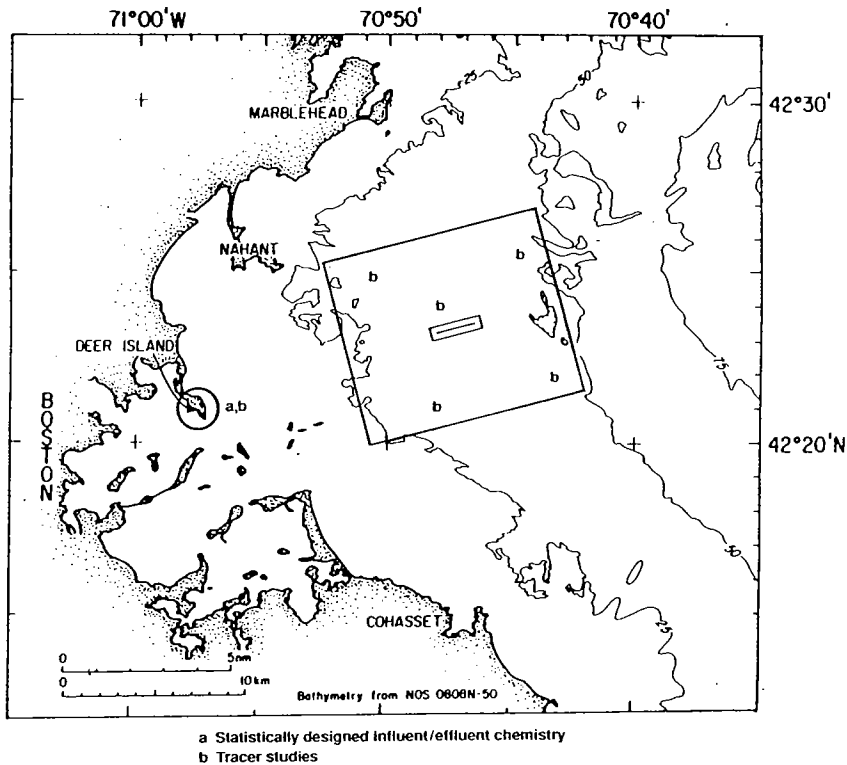 71°00'W 70°50' 70°40'
42°30'
MARBLEHEAD
25
50
NAHANT
b
b
b
DEER ISLAND
75
b
a,b
b
BOSTON
42°20'N
25
COHASSET
0 5nm
0 10km
Bathymetry from NOS 0808N-50
a Statistically designed influent/effluent chemistry
b Tracer studies